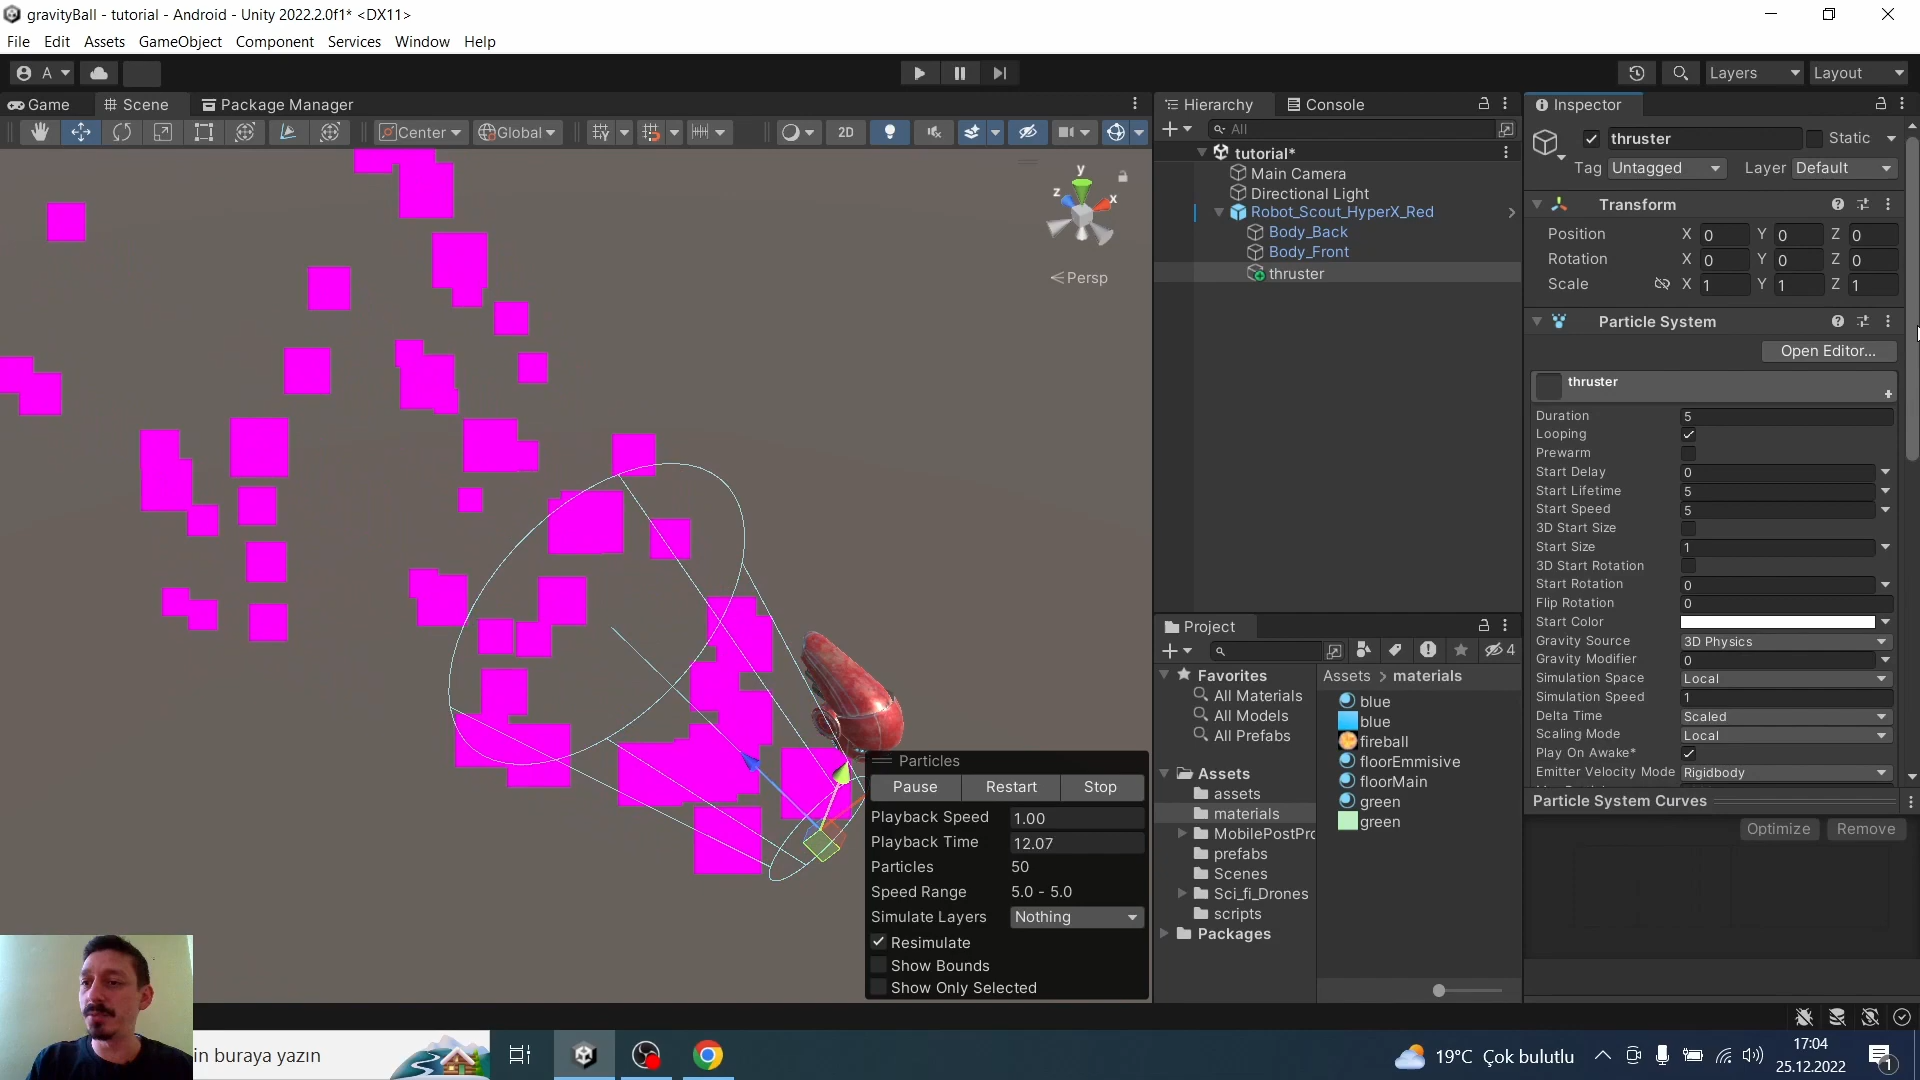 gravityBall - tutorial - Android - Unity 2022.2.0f1* <DX11>
File Edit Assets GameObject Component Services Window Help
A Layers Layout
Game Scene Package Manager
Center Global 2D
y
z x
Persp
Hierarchy Console
All
tutorial*
Main Camera
Directional Light
Robot_Scout_HyperX_Red
Body_Back
Body_Front
thruster
Inspector
thruster Static
Tag Untagged Layer Default
Transform
Position X 0 Y 0 Z 0
Rotation X 0 Y 0 Z 0
Scale X 1 Y 1 Z 1
Particle System
Open Editor...
thruster
Duration 5
Looping
Prewarm
Start Delay 0
Start Lifetime 5
Start Speed 5
3D Start Size
Start Size 1
3D Start Rotation
Start Rotation 0
Flip Rotation 0
Start Color
Gravity Source 3D Physics
Gravity Modifier 0
Simulation Space Local
Simulation Speed 1
Delta Time Scaled
Scaling Mode Local
Play On Awake*
Emitter Velocity Mode Rigidbody
Particle System Curves
Optimize Remove
Project
4
Favorites
All Materials
All Models
All Prefabs
Assets
assets
materials
MobilePostPro
prefabs
Scenes
Sci_fi_Drones
scripts
Packages
Assets > materials
blue
blue
fireball
floorEmmisive
floorMain
green
green
Particles
Pause Restart Stop
Playback Speed 1.00
Playback Time 12.07
Particles 50
Speed Range 5.0 - 5.0
Simulate Layers Nothing
Resimulate
Show Bounds
Show Only Selected
in buraya yazın
19°C Çok bulutlu
17:04
25.12.2022
1